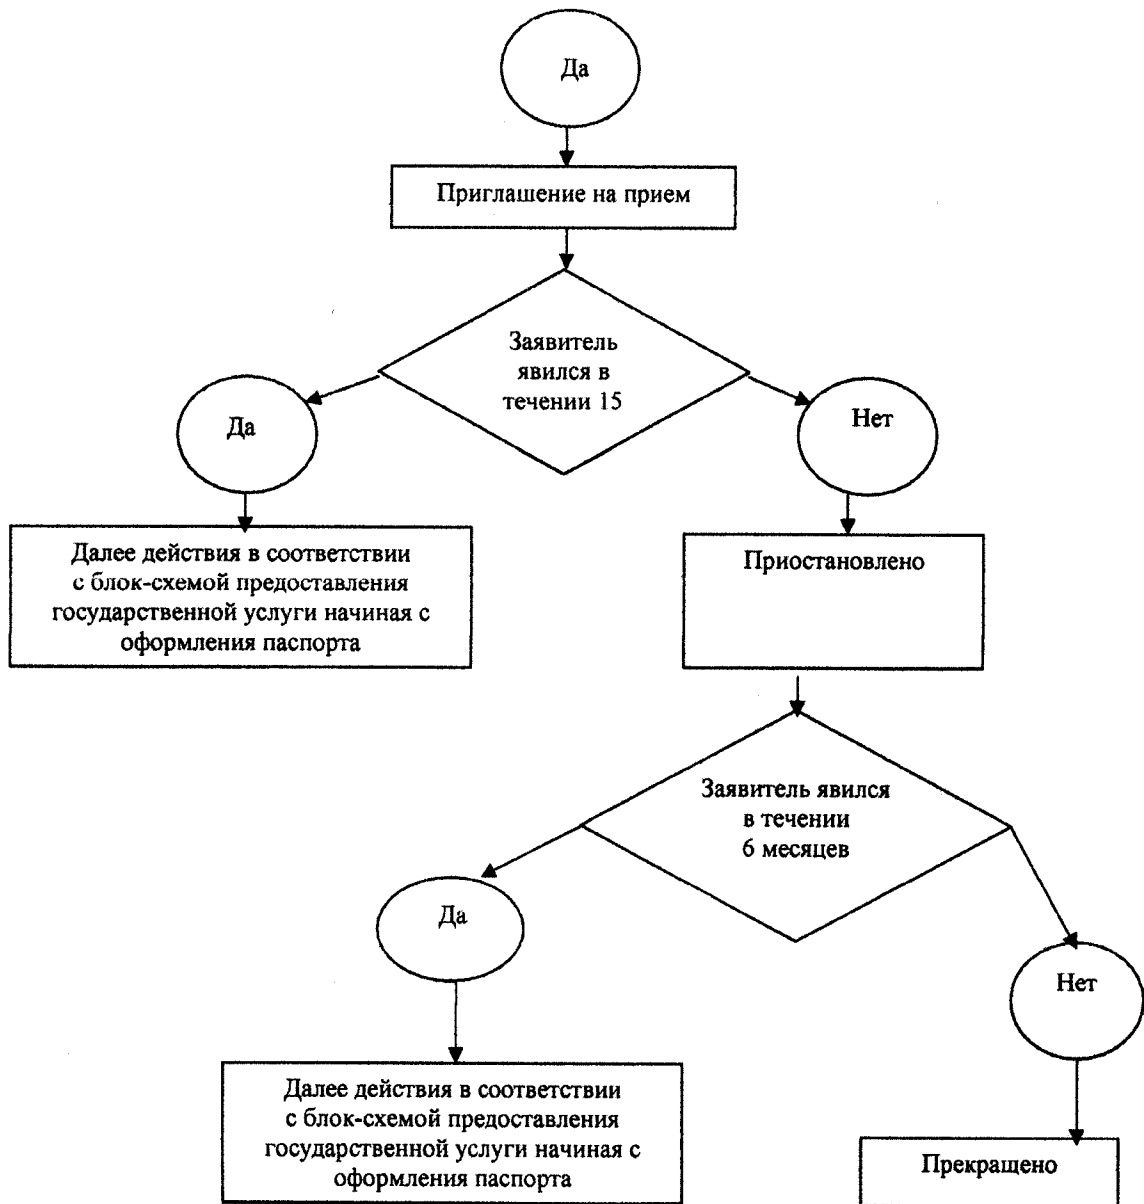 Да
Приглашение на прием
Заявитель
явился в
течении 15
Да
Нет
Далее действия в соответствии
с блок-схемой предоставления
государственной услуги начиная с
оформления паспорта
Приостановлено
Заявитель явился
в течении
6 месяцев
Да
Нет
Далее действия в соответствии
с блок-схемой предоставления
государственной услуги начиная с
оформления паспорта
Прекращено